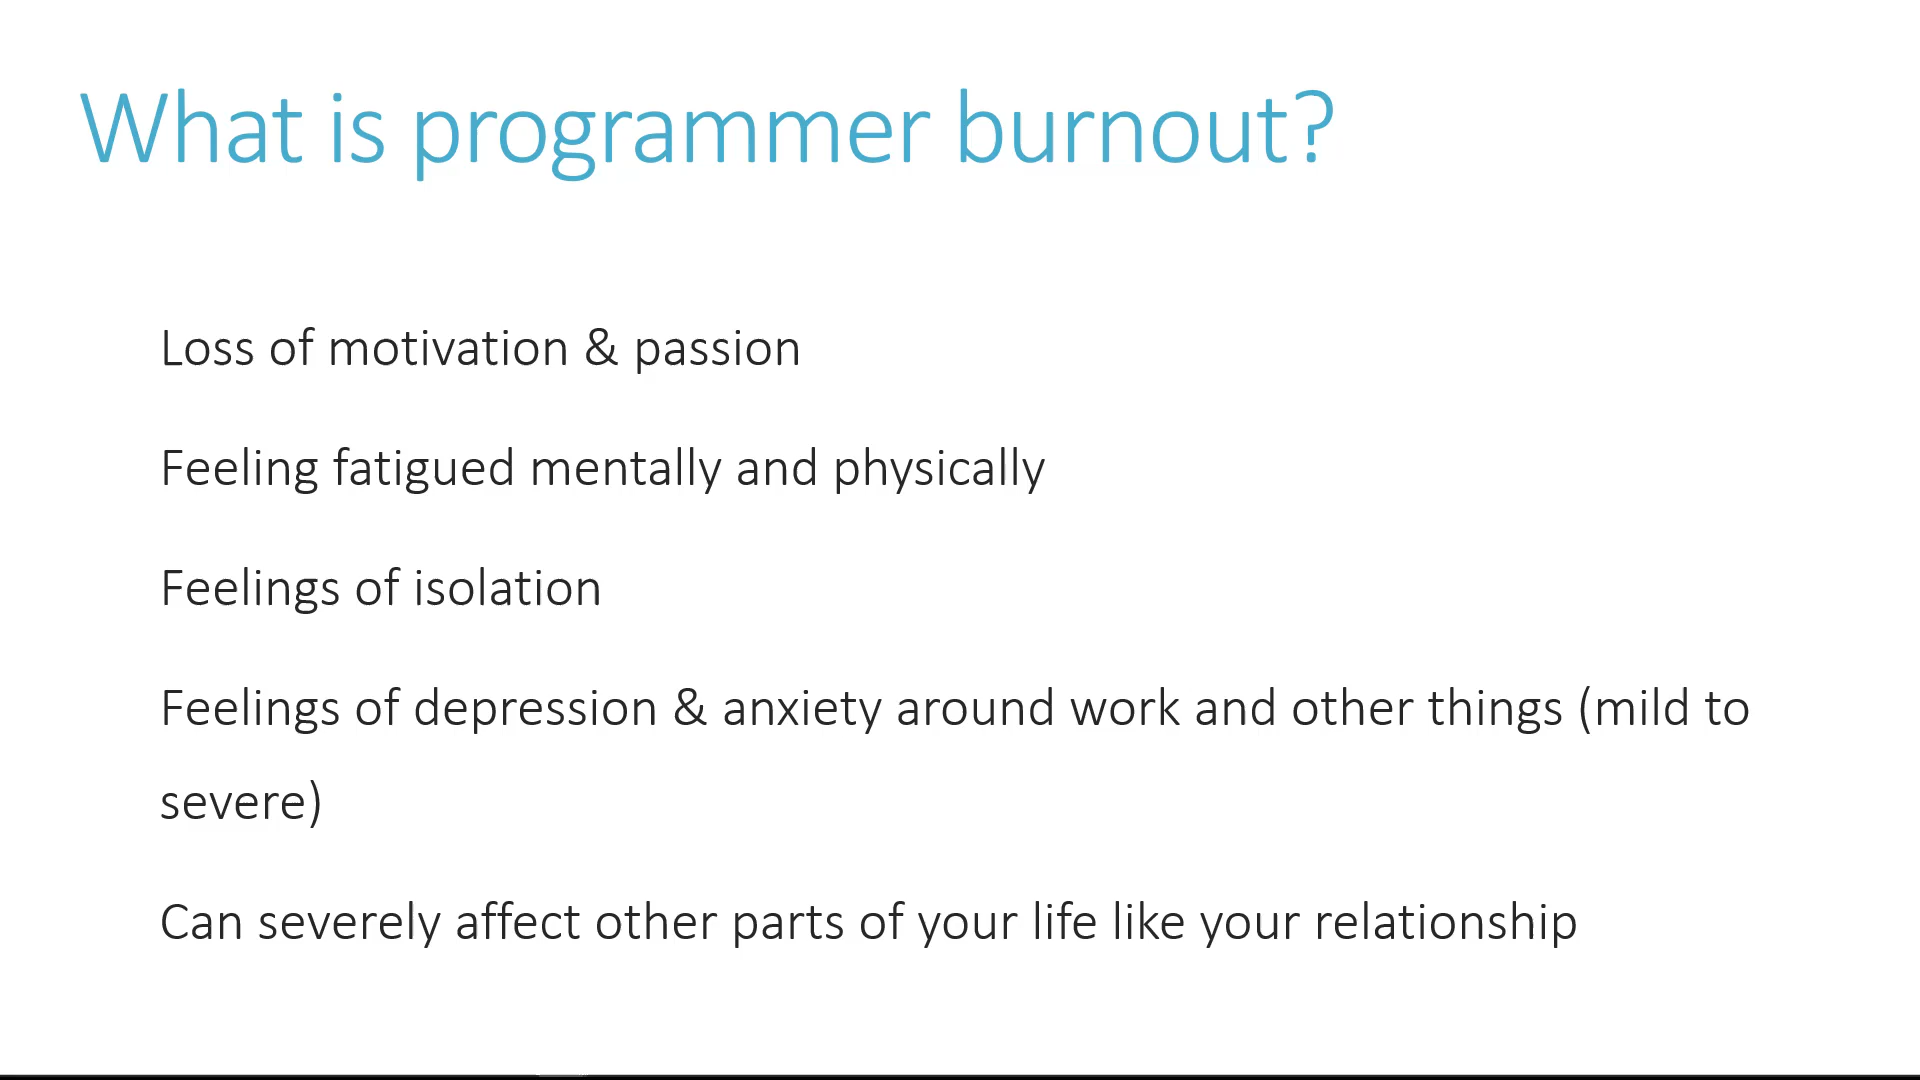 What is programmer burnout?
Loss of motivation & passion
Feeling fatigued mentally and physically
Feelings of isolation
Feelings of depression & anxiety around work and other things (mild to
severe)
Can severely affect other parts of your life like your relationship